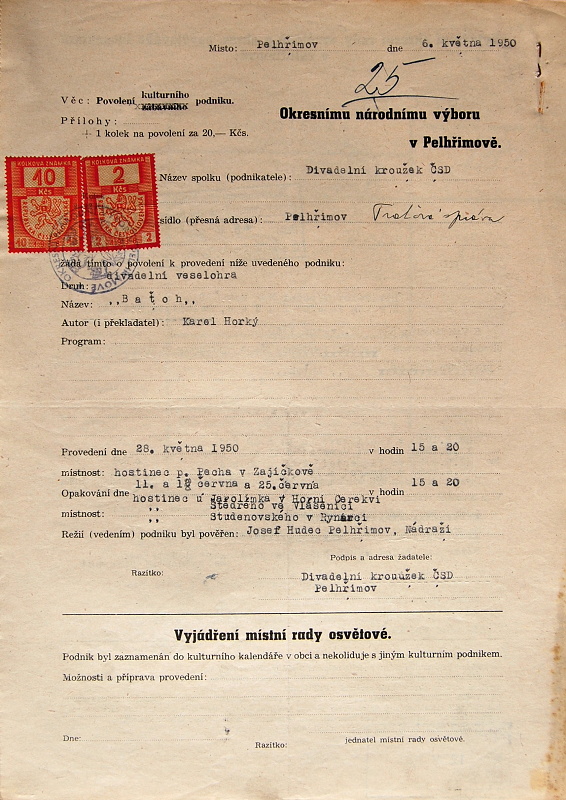 Místo: Pelhřimov dne 6. května 1950
25
Věc: Povolení kulturního podniku.
Přílohy:
1 kolek na povolení za 20,— Kčs.
Okresnímu národnímu výboru
v Pelhřimově.
KOLKOVÁ ZNÁMKA KOLKOVÁ ZNÁMKA
10 Kčs 2 Kčs
Název spolku (podnikatele): Divadelní kroužek ČSD
Sídlo (přesná adresa): Pelhřimov Traťová správa
žádá tímto o povolení k provedení níže uvedeného podniku:
Druh: divadelní veselohra
Název: ,,Baťoh,,
Autor (i překladatel): Karel Horký
Program:
Provedení dne 28. května 1950 v hodin 15 a 20
místnost: hostinec p. Pecha v Zajíčkově
Opakování dne 11. a 18 června a 25.června v hodin 15 a 20
hostinec u Jarolímka v Horní Cerekvi
místnost: ,, Štědrého ve Vlásenici
,, Studenovského v Rynárci
Režií (vedením) podniku byl pověřen: Josef Hudec Pelhřimov, Nádraží
Podpis a adresa žadatele:
Razítko: Divadelní krouúžek ČSD
Pelhřimov
Vyjádření místní rady osvětové.
Podnik byl zaznamenán do kulturního kalendáře v obci a nekoliduje s jiným kulturním podnikem.
Možnosti a příprava provedení:
Dne: Razítko: jednatel místní rady osvětové.